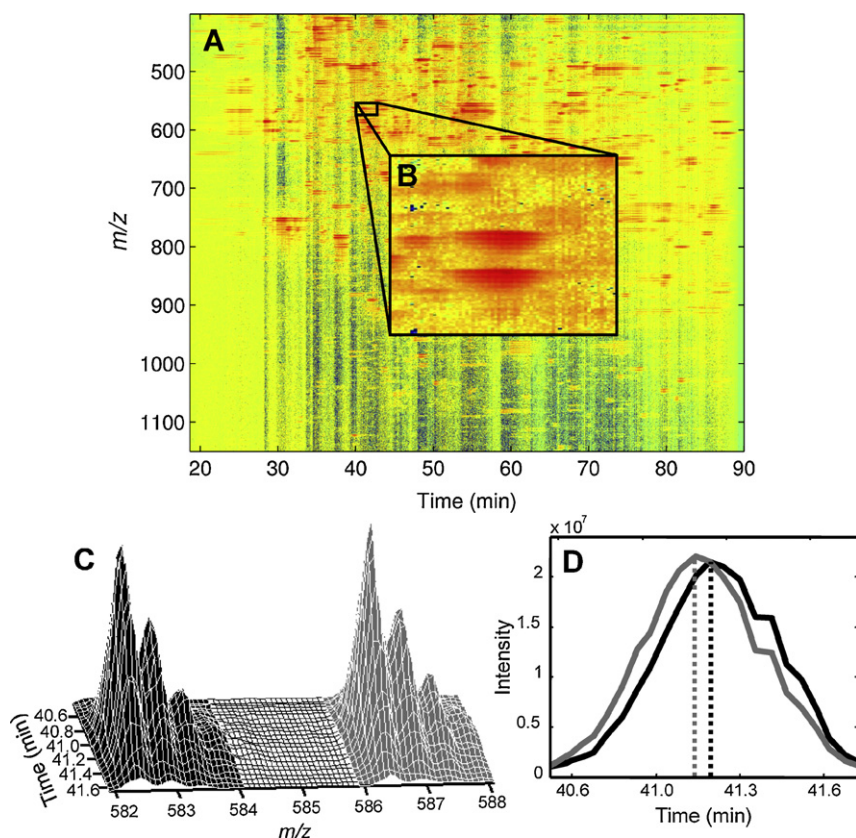 A
B
500
600
700
800
900
1000
1100
m/z
20 30 40 50 60 70 80 90
Time (min)
C
40.6
40.8
41.0
41.2
41.4
41.6
Time (min)
582 583 584 585 586 587 588
m/z
x 10⁷
D
2
1.5
1
0.5
0
Intensity
40.6 41.0 41.3 41.6
Time (min)